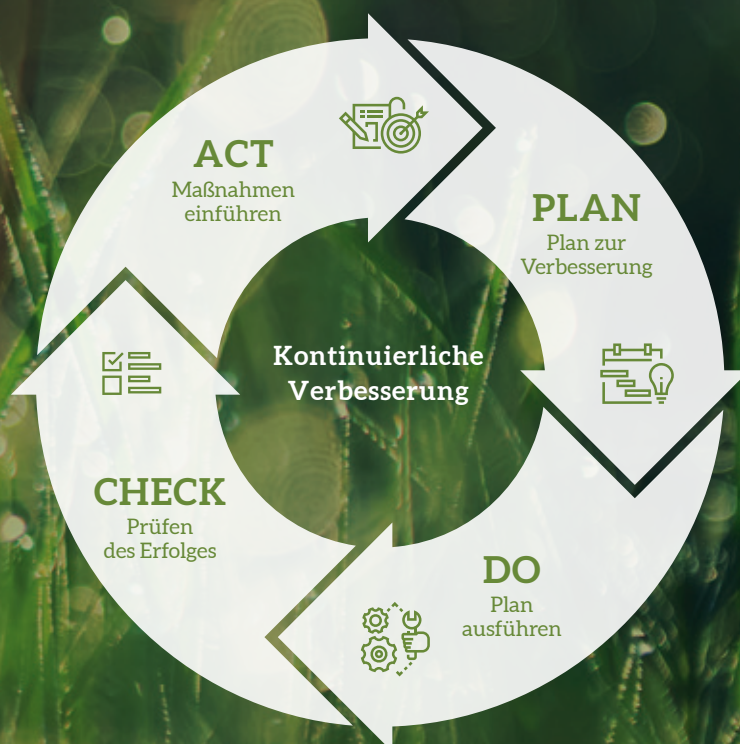 ACT
Maßnahmen
einführen
PLAN
Plan zur
Verbesserung
Kontinuierliche
Verbesserung
CHECK
Prüfen
des Erfolges
DO
Plan
ausführen